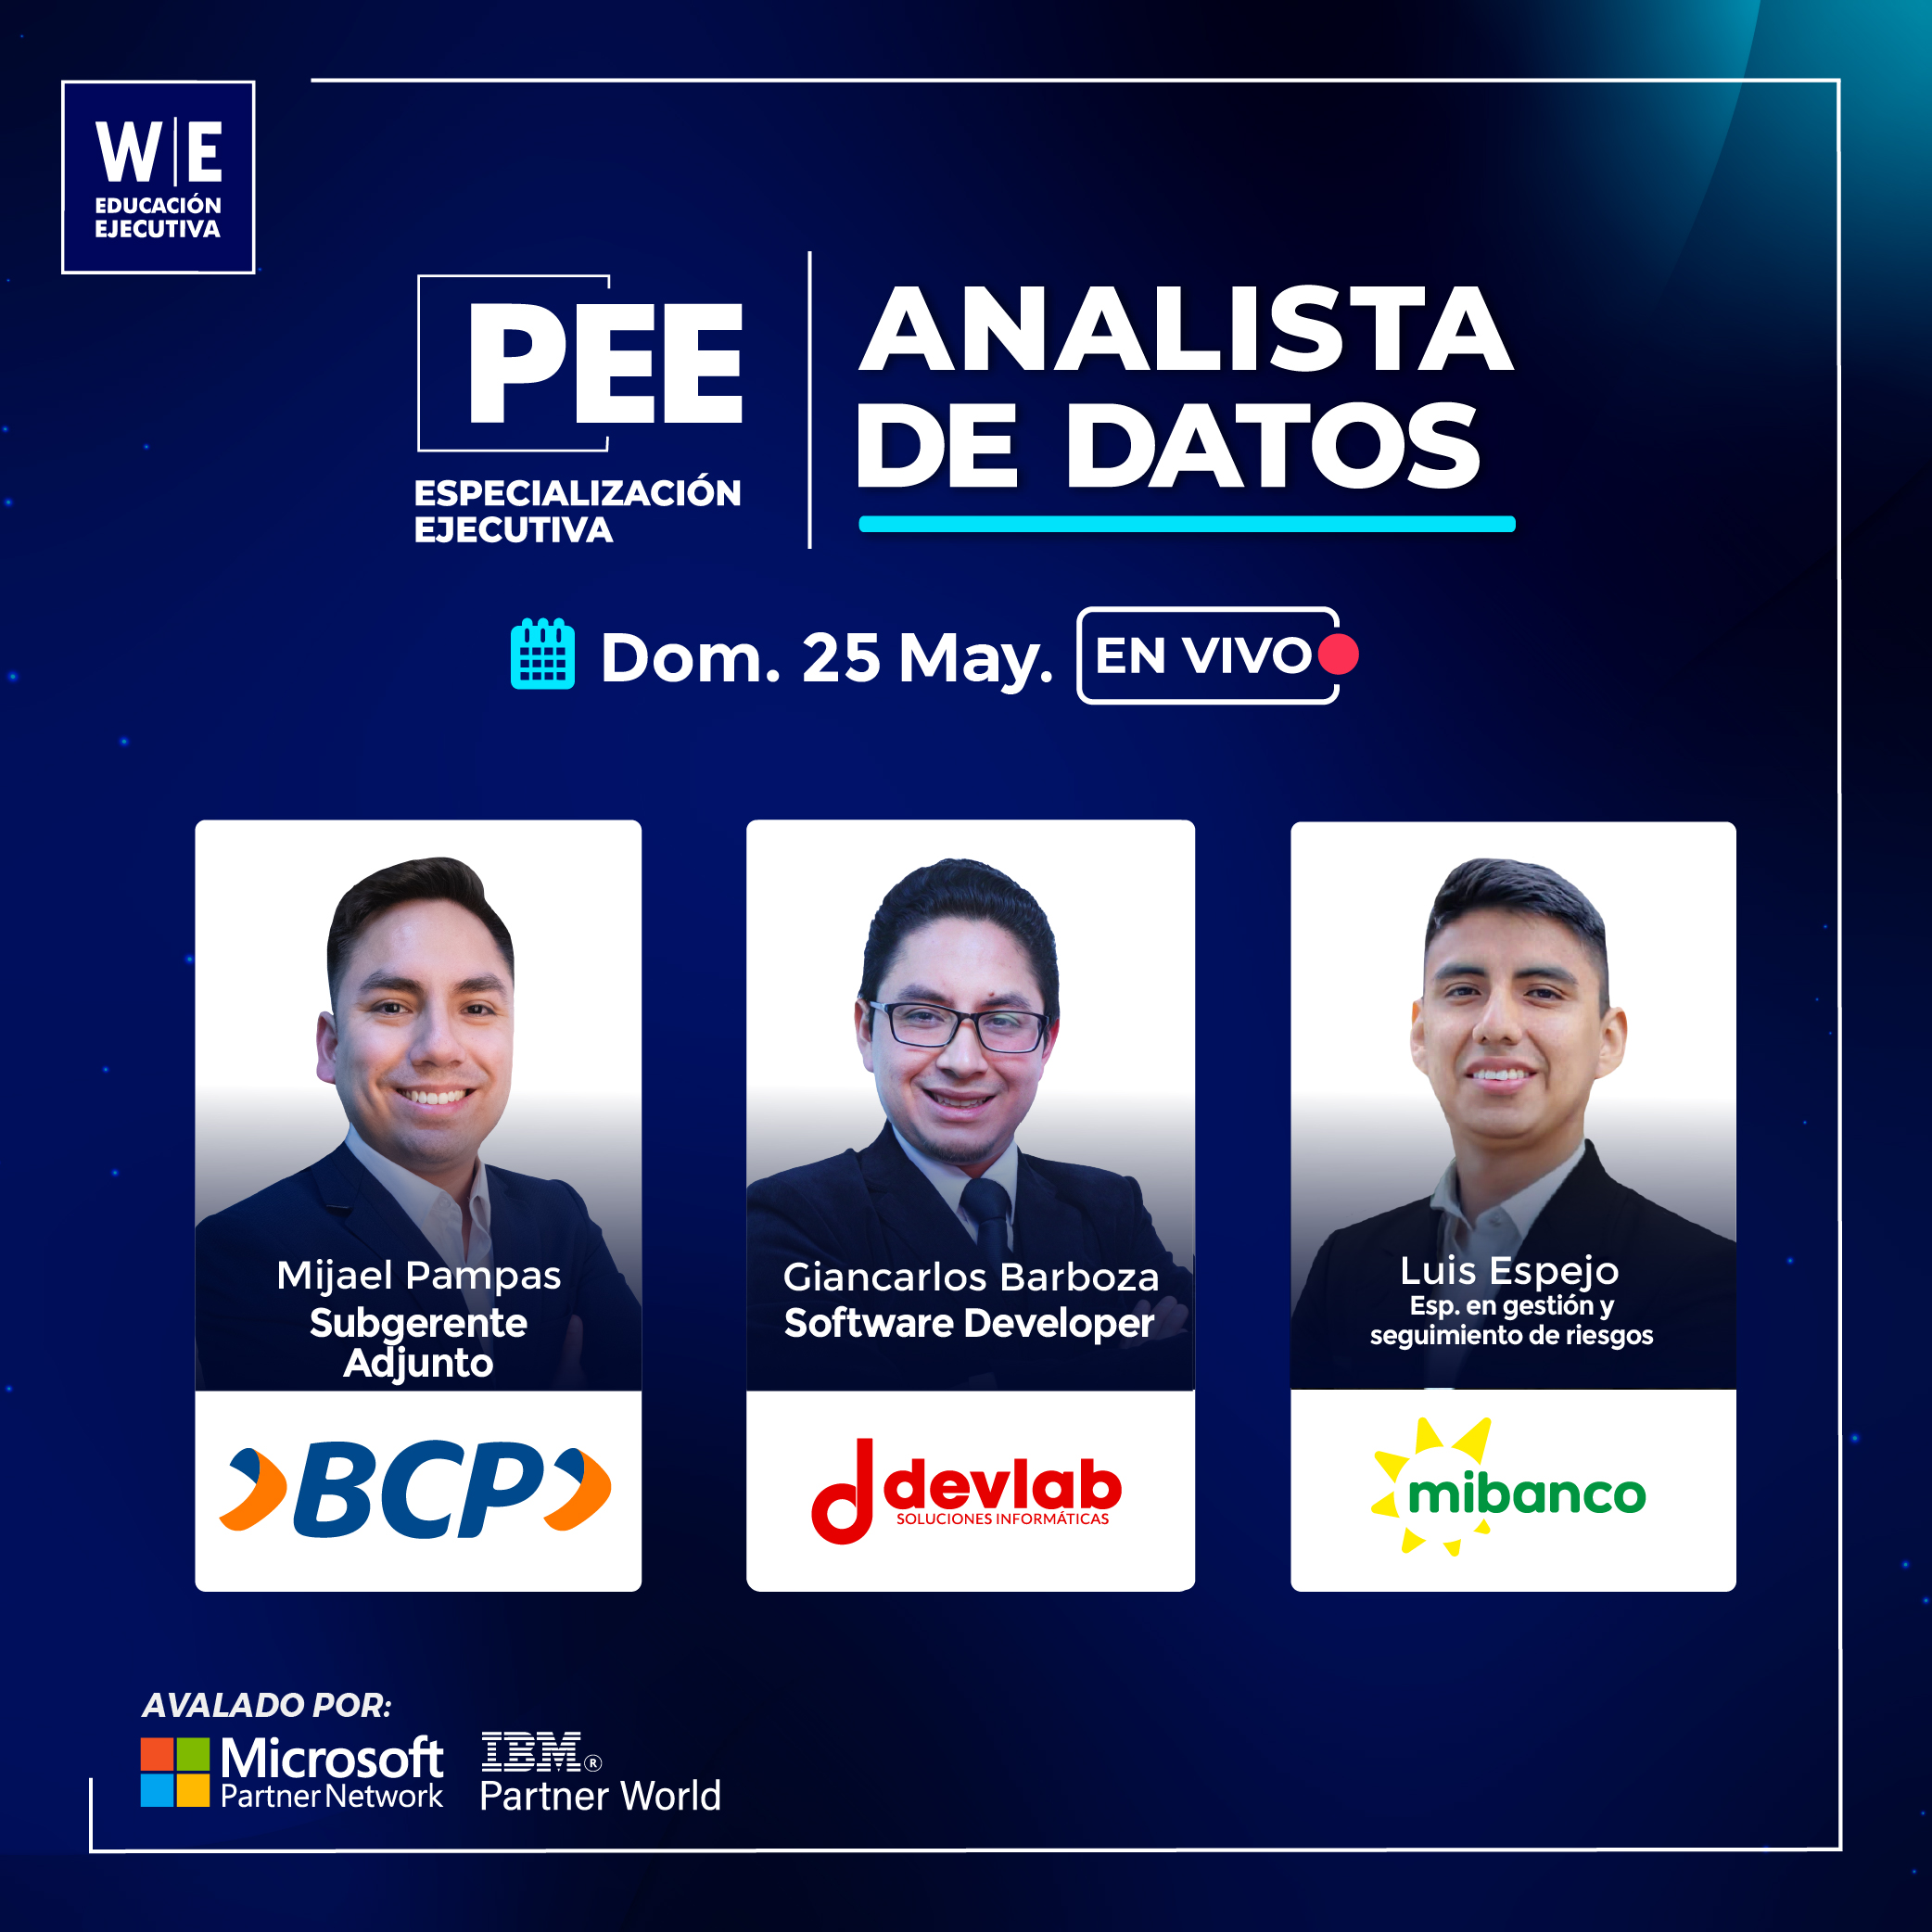 W|E
EDUCACIÓN
EJECUTIVA
PEE
ESPECIALIZACIÓN
EJECUTIVA
ANALISTA
DE DATOS
Dom. 25 May.
EN VIVO
Mijael Pampas
Subgerente
Adjunto
BCP
Giancarlos Barboza
Software Developer
devlab
SOLUCIONES INFORMÁTICAS
Luis Espejo
Esp. en gestión y
seguimiento de riesgos
mibanco
AVALADO POR:
Microsoft
Partner Network
IBM®
Partner World